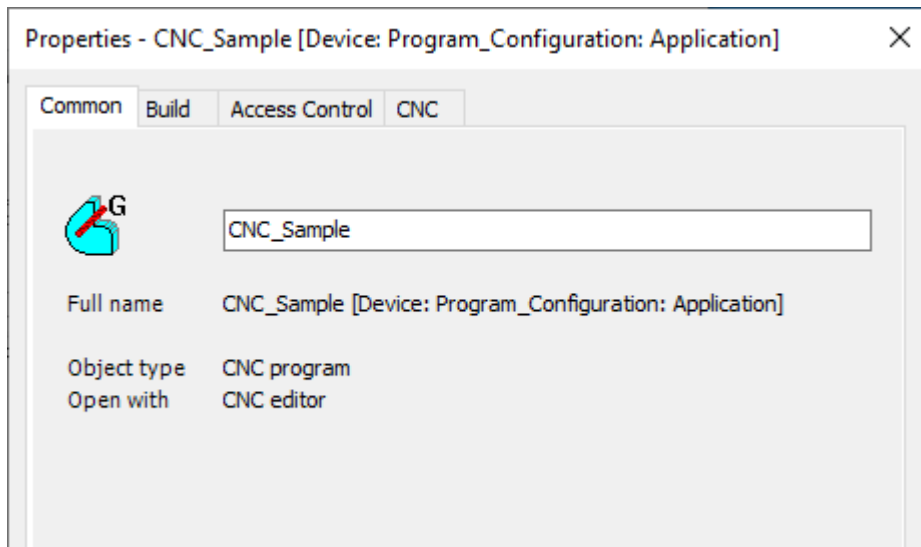 Properties - CNC_Sample [Device: Program_Configuration: Application]
Common Build Access Control CNC
G
CNC_Sample
Full name CNC_Sample [Device: Program_Configuration: Application]
Object type CNC program
Open with CNC editor